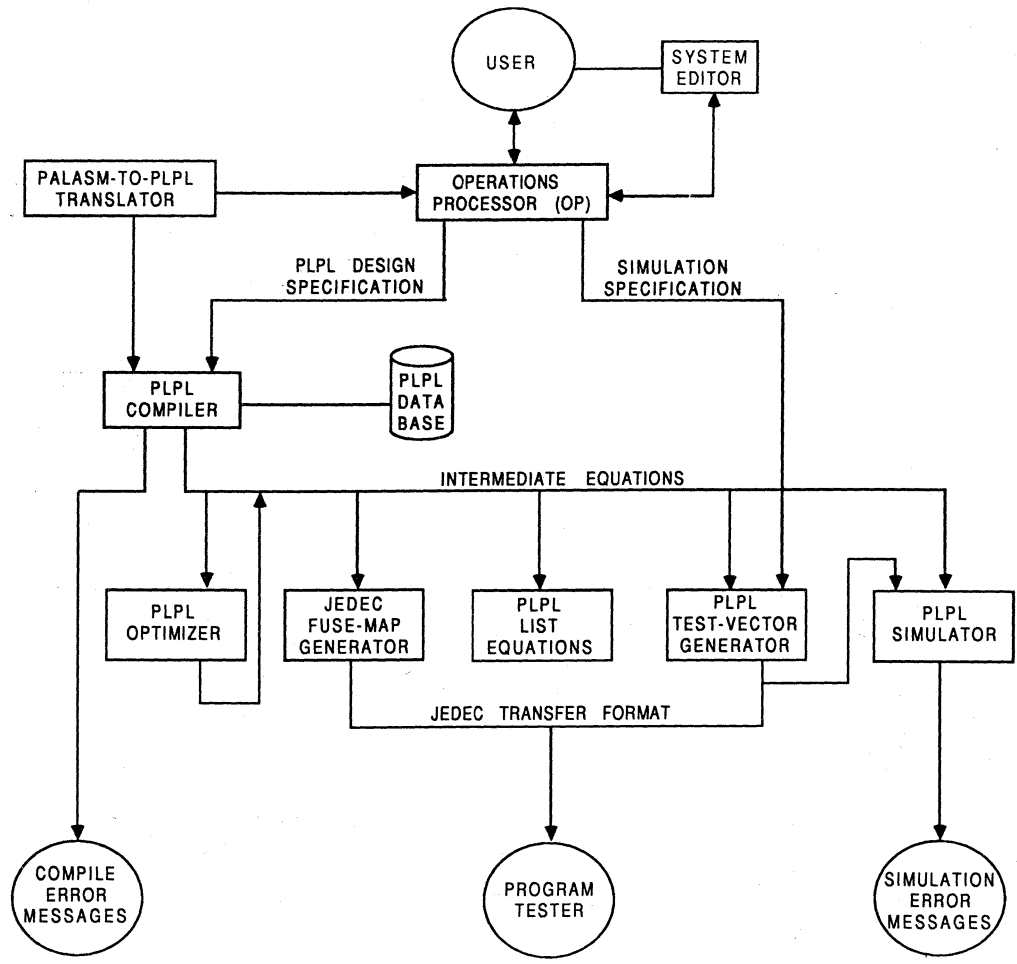 USER
SYSTEM
EDITOR
PALASM-TO-PLPL
TRANSLATOR
OPERATIONS
PROCESSOR (OP)
PLPL DESIGN
SPECIFICATION
SIMULATION
SPECIFICATION
PLPL
COMPILER
PLPL
DATA
BASE
INTERMEDIATE EQUATIONS
PLPL
OPTIMIZER
JEDEC
FUSE-MAP
GENERATOR
PLPL
LIST
EQUATIONS
PLPL
TEST-VECTOR
GENERATOR
PLPL
SIMULATOR
JEDEC TRANSFER FORMAT
COMPILE
ERROR
MESSAGES
PROGRAM
TESTER
SIMULATION
ERROR
MESSAGES